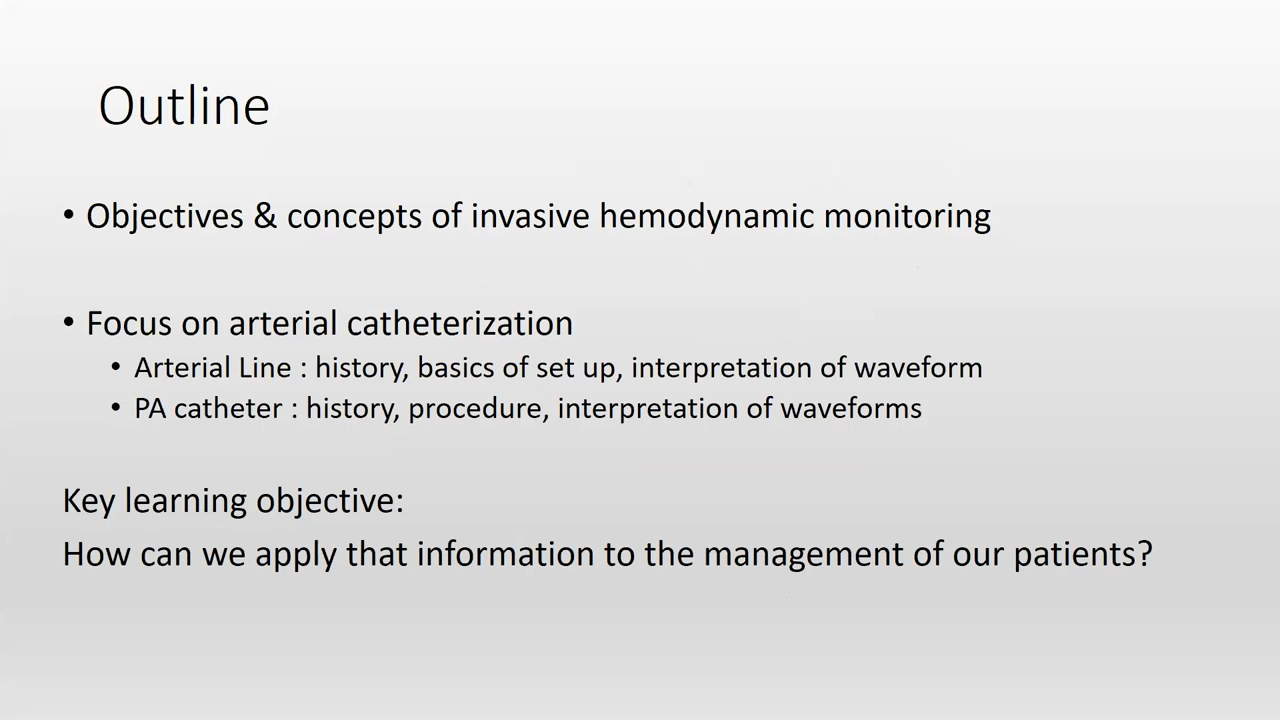 Outline
• Objectives & concepts of invasive hemodynamic monitoring
• Focus on arterial catheterization
• Arterial Line : history, basics of set up, interpretation of waveform
• PA catheter : history, procedure, interpretation of waveforms
Key learning objective:
How can we apply that information to the management of our patients?